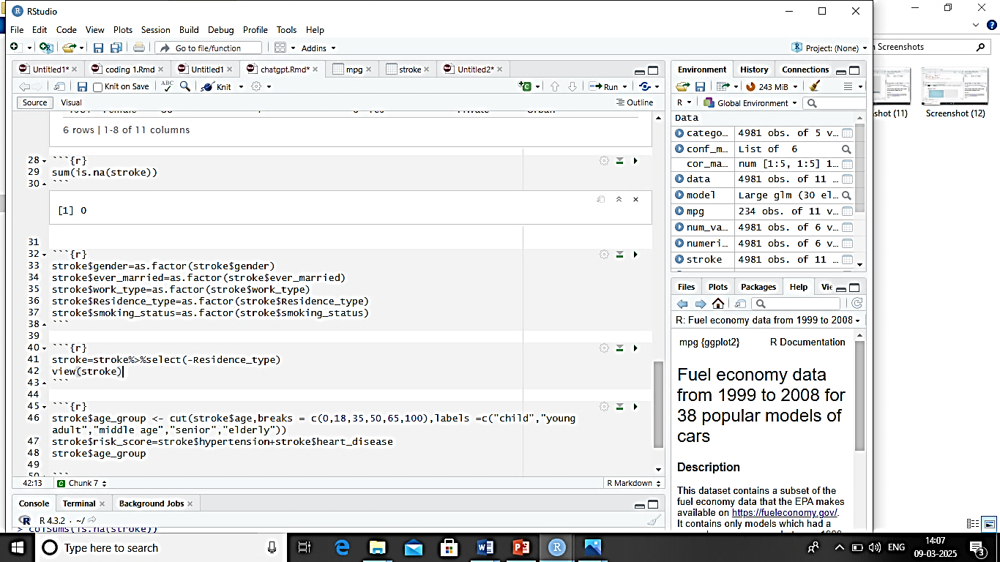 RStudio
File Edit Code View Plots Session Build Debug Profile Tools Help
Go to file/function Addins Project: (None)
Untitled1* coding 1.Rmd Untitled1 chatgpt.Rmd* mpg stroke Untitled2*
Knit on Save Knit Run
Source Visual Outline
6 rows | 1-8 of 11 columns
28 ```{r}
29 sum(is.na(stroke))
30 ```
[1] 0
31
32 ```{r}
33 stroke$gender=as.factor(stroke$gender)
34 stroke$ever_married=as.factor(stroke$ever_married)
35 stroke$work_type=as.factor(stroke$work_type)
36 stroke$Residence_type=as.factor(stroke$Residence_type)
37 stroke$smoking_status=as.factor(stroke$smoking_status)
38 ```
39
40 ```{r}
41 stroke=stroke%>%select(-Residence_type)
42 view(stroke)
43 ```
44
45 ```{r}
46 stroke$age_group <- cut(stroke$age,breaks = c(0,18,35,50,65,100),labels =c("child","young
adult","middle age","senior","elderly"))
47 stroke$risk_score=stroke$hypertension+stroke$heart_disease
48 stroke$age_group
49
50 ```
42:13 Chunk 7 R Markdown
Console Terminal Background Jobs
R 4.3.2 · ~/
> colSums(is.na(stroke))
Environment History Connections
243 MiB
R Global Environment
Data
catego... 4981 obs. of 5 v...
conf_m... List of 6
cor_ma... num [1:5, 1:5] 1...
data 4981 obs. of 11 ...
model Large glm (30 el...
mpg 234 obs. of 11 v...
num_va... 4981 obs. of 6 v...
numeri... 4981 obs. of 6 v...
stroke 4981 obs. of 11 ...
Files Plots Packages Help Vi
R: Fuel economy data from 1999 to 2008
mpg {ggplot2} R Documentation
Fuel economy data
from 1999 to 2008 for
38 popular models of
cars
Description
This dataset contains a subset of the
fuel economy data that the EPA makes
available on https://fueleconomy.gov/.
It contains only models which had a
Screenshots
shot (11) Screenshot (12)
Type here to search
ENG
14:07
09-03-2025
3